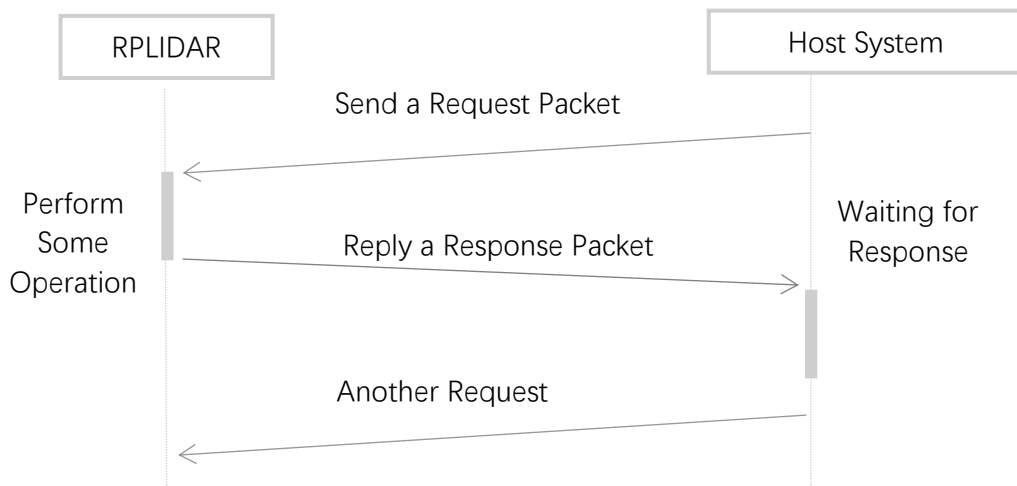 RPLIDAR
Host System
Send a Request Packet
Perform
Some
Operation
Waiting for
Response
Reply a Response Packet
Another Request